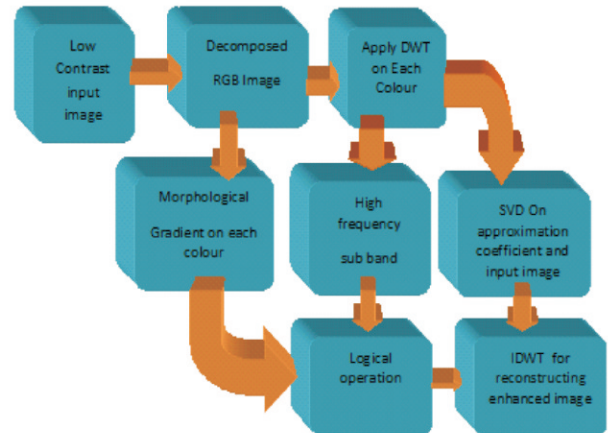 Low
Contrast
input
image
Decomposed
RGB Image
Apply DWT
on Each
Colour
Morphological
Gradient on each
colour
High
frequency
sub band
SVD On
approximation
coefficient and
input image
Logical
operation
IDWT for
reconstructing
enhanced image